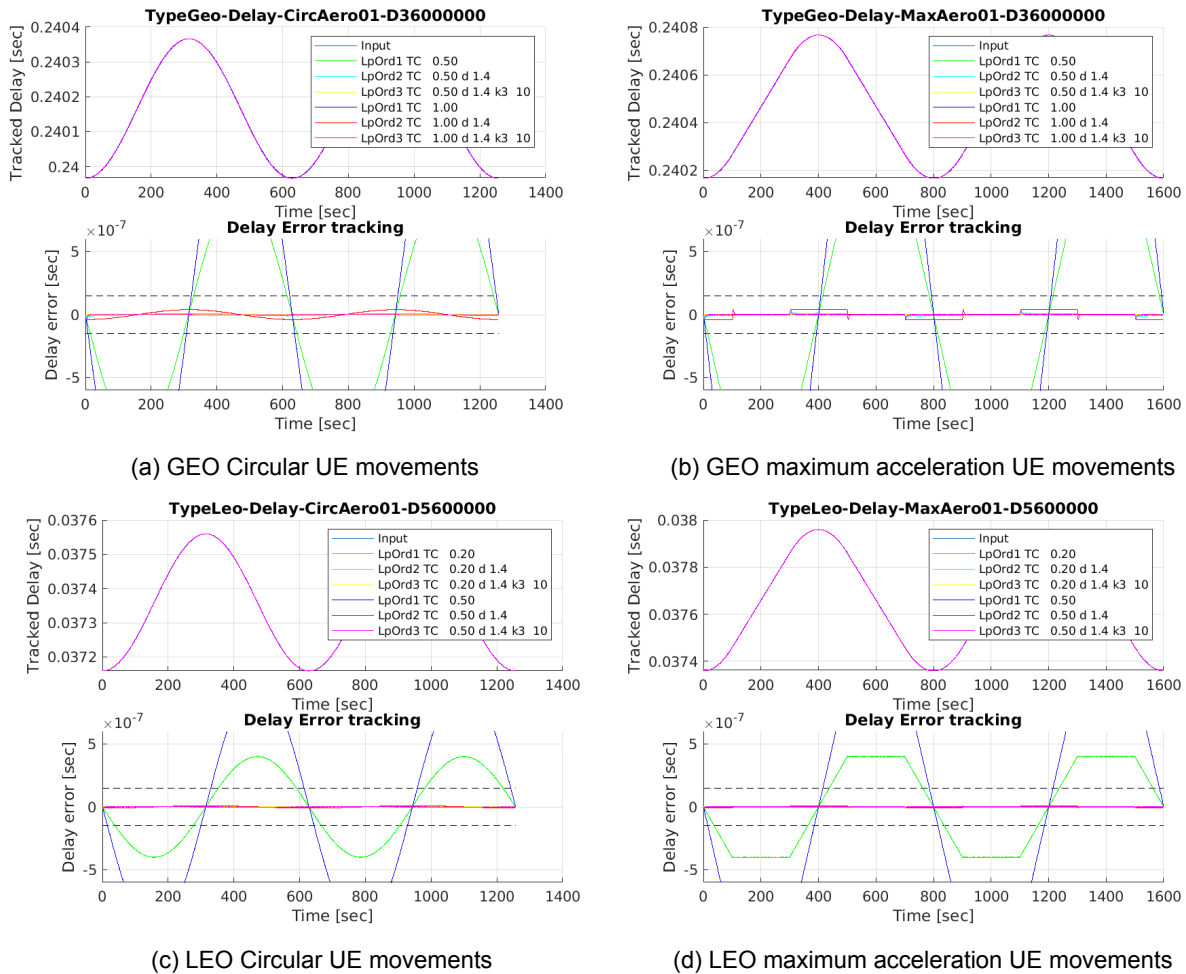 TypeGeo-Delay-CircAero01-D36000000
Tracked Delay [sec]
0.2404
0.2403
0.2402
0.2401
0.24
Input
LpOrd1 TC 0.50
LpOrd2 TC 0.50 d 1.4
LpOrd3 TC 0.50 d 1.4 k3 10
LpOrd1 TC 1.00
LpOrd2 TC 1.00 d 1.4
LpOrd3 TC 1.00 d 1.4 k3 10
0 200 400 600 800 1000 1200 1400
Time [sec]
×10-7
Delay Error tracking
Delay error [sec]
5
0
-5
0 200 400 600 800 1000 1200 1400
Time [sec]
(a) GEO Circular UE movements
TypeGeo-Delay-MaxAero01-D36000000
Tracked Delay [sec]
0.2408
0.2406
0.2404
0.2402
Input
LpOrd1 TC 0.50
LpOrd2 TC 0.50 d 1.4
LpOrd3 TC 0.50 d 1.4 k3 10
LpOrd1 TC 1.00
LpOrd2 TC 1.00 d 1.4
LpOrd3 TC 1.00 d 1.4 k3 10
0 200 400 600 800 1000 1200 1400 1600
Time [sec]
×10-7
Delay Error tracking
Delay error [sec]
5
0
-5
0 200 400 600 800 1000 1200 1400 1600
Time [sec]
(b) GEO maximum acceleration UE movements
TypeLeo-Delay-CircAero01-D5600000
Tracked Delay [sec]
0.0376
0.0375
0.0374
0.0373
0.0372
Input
LpOrd1 TC 0.20
LpOrd2 TC 0.20 d 1.4
LpOrd3 TC 0.20 d 1.4 k3 10
LpOrd1 TC 0.50
LpOrd2 TC 0.50 d 1.4
LpOrd3 TC 0.50 d 1.4 k3 10
0 200 400 600 800 1000 1200 1400
Time [sec]
×10-7
Delay Error tracking
Delay error [sec]
5
0
-5
0 200 400 600 800 1000 1200 1400
Time [sec]
(c) LEO Circular UE movements
TypeLeo-Delay-MaxAero01-D5600000
Tracked Delay [sec]
0.038
0.0378
0.0376
0.0374
Input
LpOrd1 TC 0.20
LpOrd2 TC 0.20 d 1.4
LpOrd3 TC 0.20 d 1.4 k3 10
LpOrd1 TC 0.50
LpOrd2 TC 0.50 d 1.4
LpOrd3 TC 0.50 d 1.4 k3 10
0 200 400 600 800 1000 1200 1400 1600
Time [sec]
×10-7
Delay Error tracking
Delay error [sec]
5
0
-5
0 200 400 600 800 1000 1200 1400 1600
Time [sec]
(d) LEO maximum acceleration UE movements